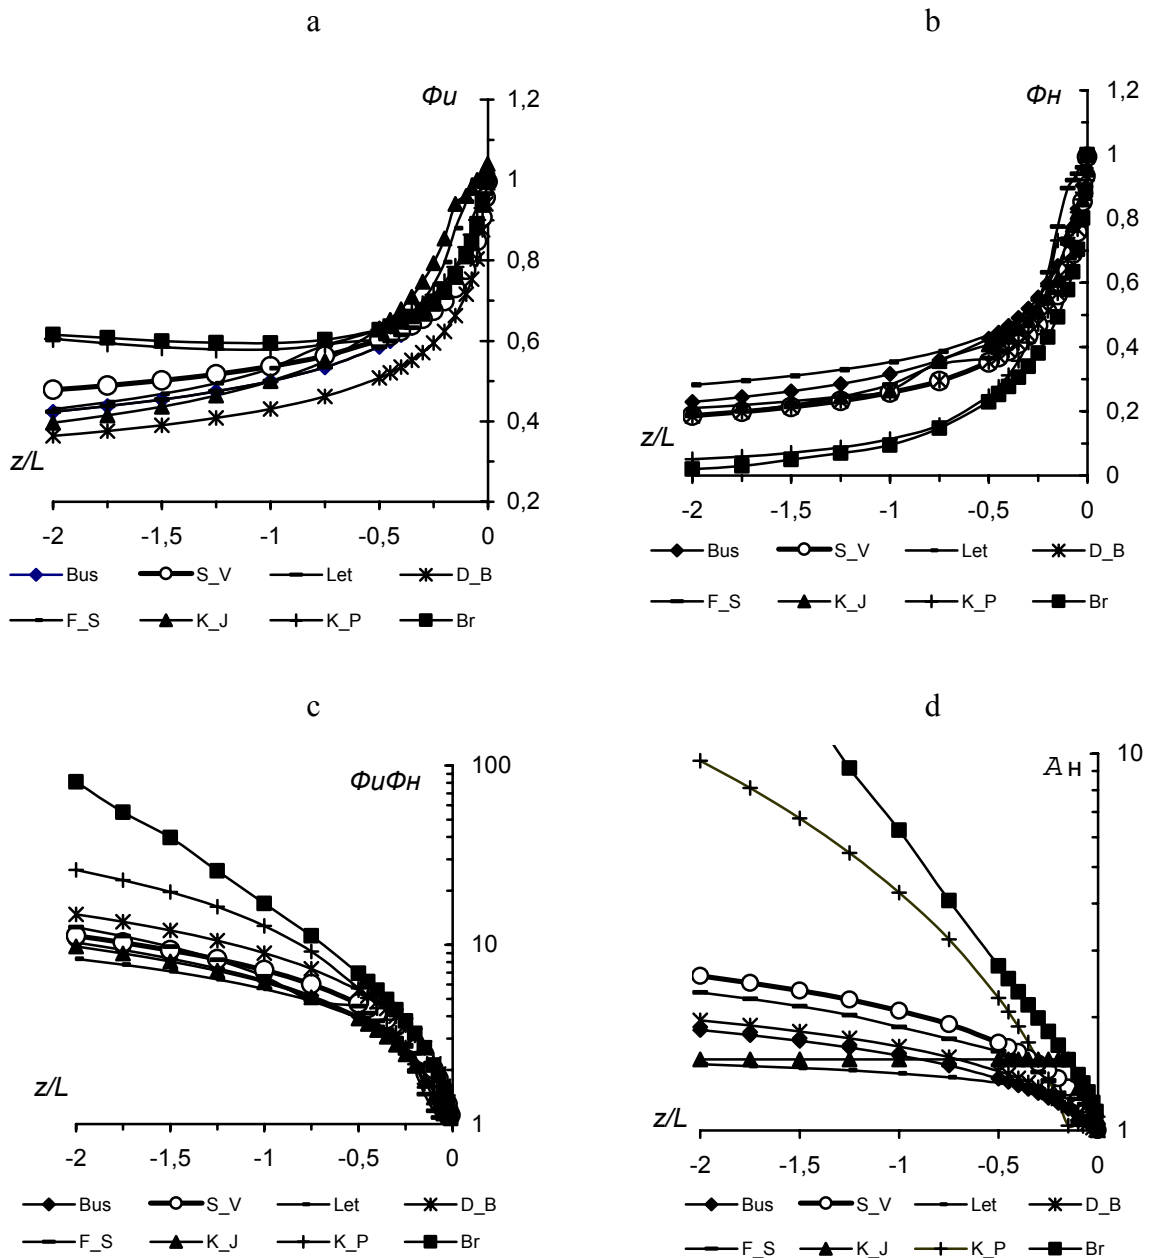 a
b
Фи
1,2
1
0,8
0,6
0,4
0,2
z/L
-2 -1,5 -1 -0,5 0
Bus S_V Let D_B
F_S K_J K_P Br
Фн
1,2
1
0,8
0,6
0,4
0,2
0
z/L
-2 -1,5 -1 -0,5 0
Bus S_V Let D_B
F_S K_J K_P Br
c
d
ФиФн
100
10
1
z/L
-2 -1,5 -1 -0,5 0
Bus S_V Let D_B
F_S K_J K_P Br
Ан
10
1
z/L
-2 -1,5 -1 -0,5 0
Bus S_V Let D_B
F_S K_J K_P Br